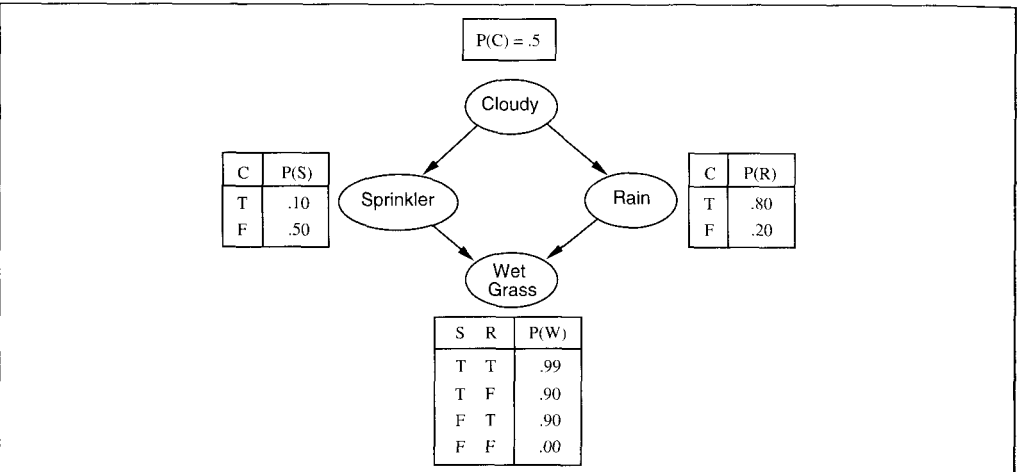 P(C) = .5
Cloudy
C P(S)
T .10
F .50
Sprinkler
Rain
C P(R)
T .80
F .20
Wet
Grass
S R P(W)
T T .99
T F .90
F T .90
F F .00